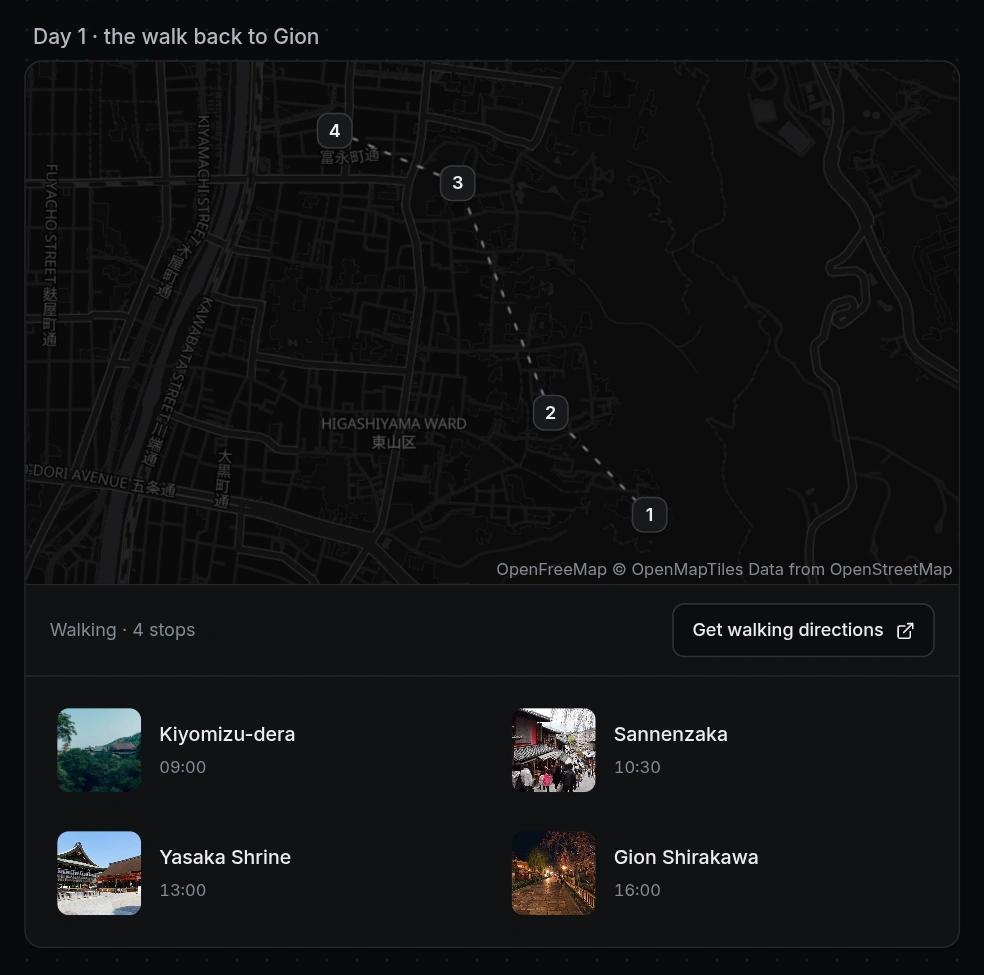 Day 1 · the walk back to Gion
4
富永町通
3
KIYAMACHI STREET 木屋町通
FUYACHO STREET 麩屋町通
KAWABATA STREET 川端通
2
HIGASHIYAMA WARD
東山区
大黒町通
DORI AVENUE 五条通
1
OpenFreeMap © OpenMapTiles Data from OpenStreetMap
Walking · 4 stops
Get walking directions
Kiyomizu-dera
09:00
Sannenzaka
10:30
Yasaka Shrine
13:00
Gion Shirakawa
16:00